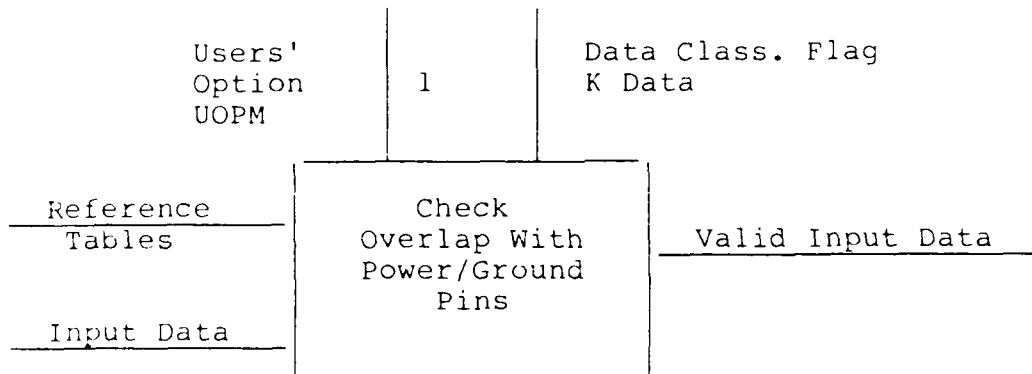 Users'
Option
UOPM
1
Data Class. Flag
K Data
Reference
Tables
Check
Overlap With
Power/Ground
Pins
Valid Input Data
Input Data